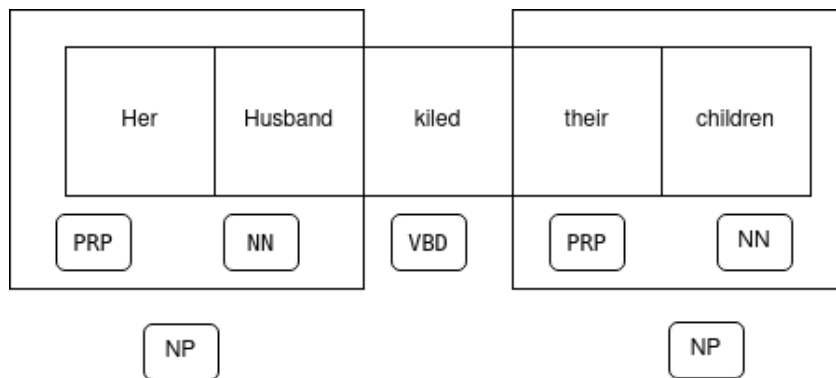 Her Husband kiled their children
PRP NN VBD PRP NN
NP NP